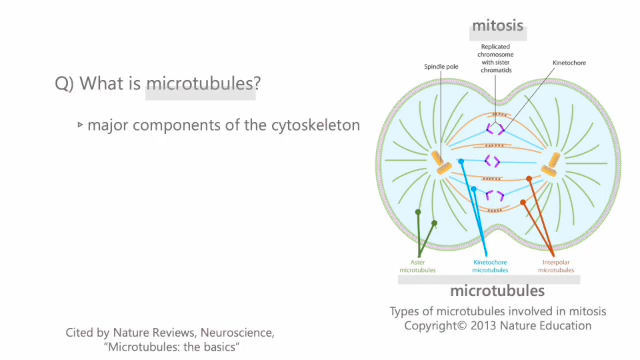 mitosis
Replicated
chromosome
with sister
chromatids
Spindle pole
Kinetochore
Q) What is microtubules?
▹ major components of the cytoskeleton
Aster
microtubules
Kinetochore
microtubules
Interpolar
microtubules
microtubules
Types of microtubules involved in mitosis
Copyright© 2013 Nature Education
Cited by Nature Reviews, Neuroscience,
"Microtubules: the basics"